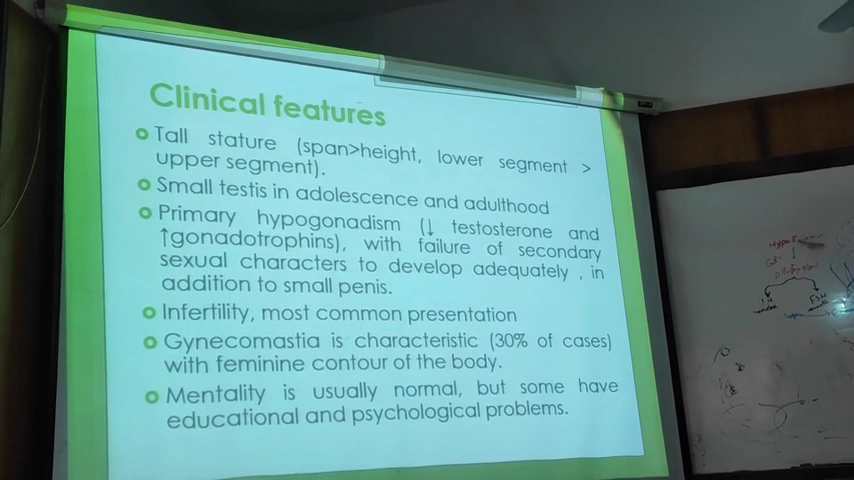 Clinical features
Tall stature (span>height, lower segment >
upper segment).
Small testis in adolescence and adulthood
Primary hypogonadism (↓ testosterone and
↑gonadotrophins), with failure of secondary
sexual characters to develop adequately , in
addition to small penis.
Infertility, most common presentation
Gynecomastia is characteristic (30% of cases)
with feminine contour of the body.
Mentality is usually normal, but some have
educational and psychological problems.
FSH